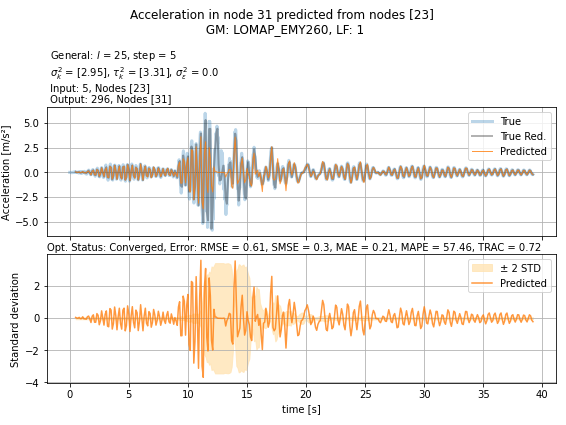 Acceleration in node 31 predicted from nodes [23]
GM: LOMAP_EMY260, LF: 1
General: l = 25, step = 5
σ²ₖ = [2.95], τ²ₖ = [3.31], σ²ε = 0.0
Input: 5, Nodes [23]
Output: 296, Nodes [31]
Acceleration [m/s²]
5.0
2.5
0.0
−2.5
−5.0
True
True Red.
Predicted
Opt. Status: Converged, Error: RMSE = 0.61, SMSE = 0.3, MAE = 0.21, MAPE = 57.46, TRAC = 0.72
Standard deviation
2
0
−2
−4
± 2 STD
Predicted
0 5 10 15 20 25 30 35 40
time [s]